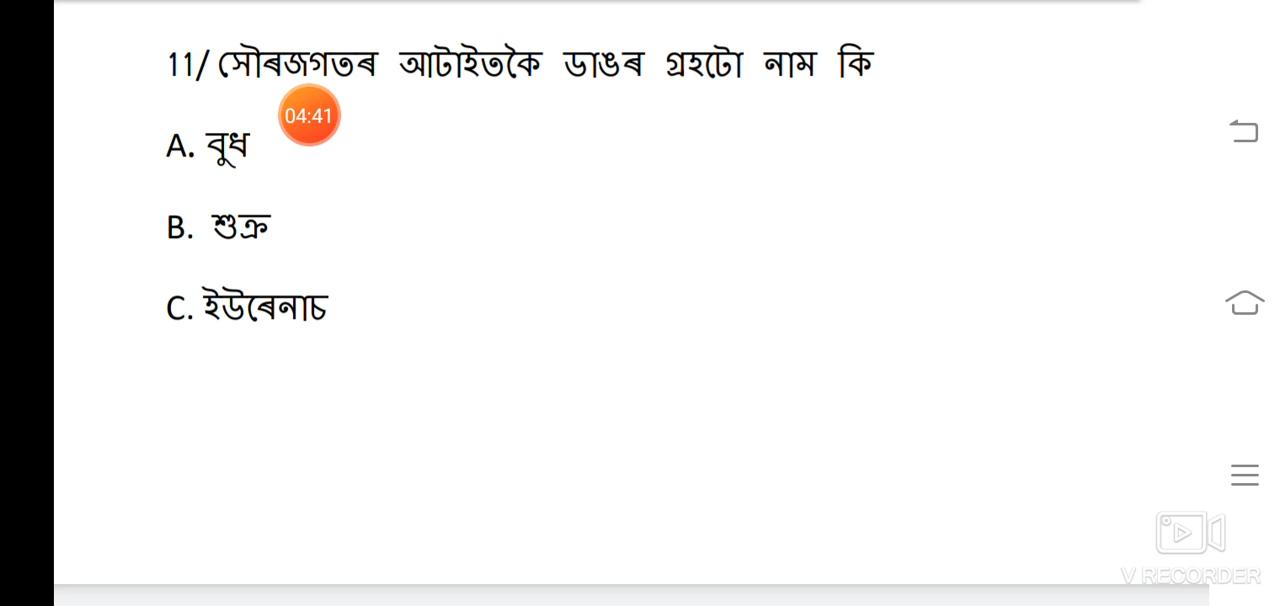 11/ সৌৰজগতৰ আটাইতকৈ ডাঙৰ গ্ৰহটো নাম কি
04:41
A. বুধ
B. শুক্ৰ
C. ইউৰেনাচ
V RECORDER